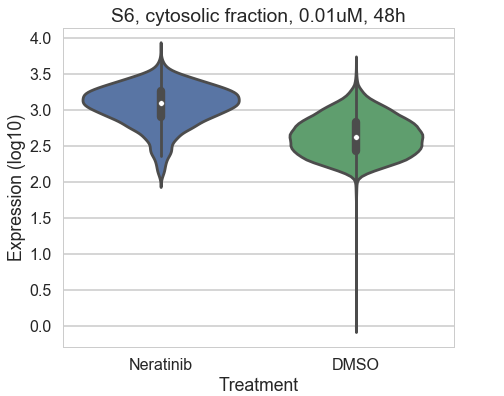 S6, cytosolic fraction, 0.01uM, 48h
4.0
3.5
3.0
2.5
2.0
1.5
1.0
0.5
0.0
Expression (log10)
Neratinib
DMSO
Treatment